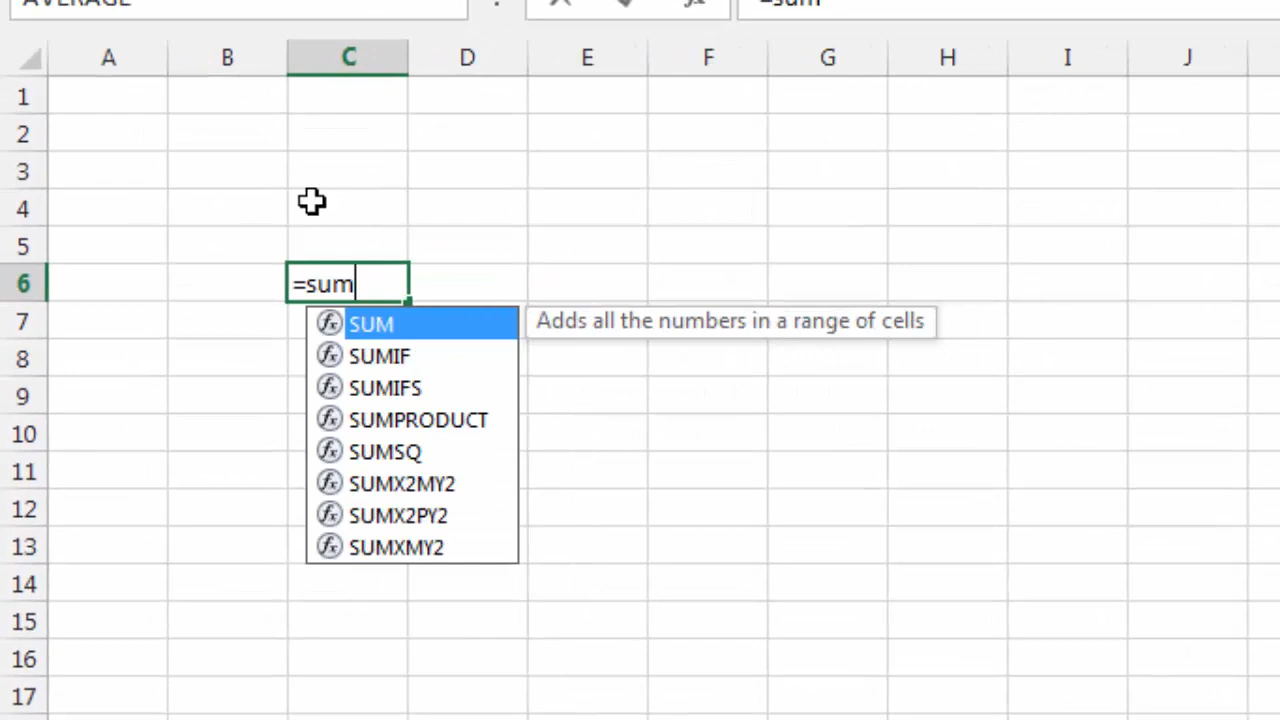 AVERAGE =sum
A B C D E F G H I J
1
2
3
4
5
6 =sum
7 SUM Adds all the numbers in a range of cells
8 SUMIF
9 SUMIFS
10 SUMPRODUCT
11 SUMSQ
12 SUMX2MY2
13 SUMX2PY2
14 SUMXMY2
15
16
17